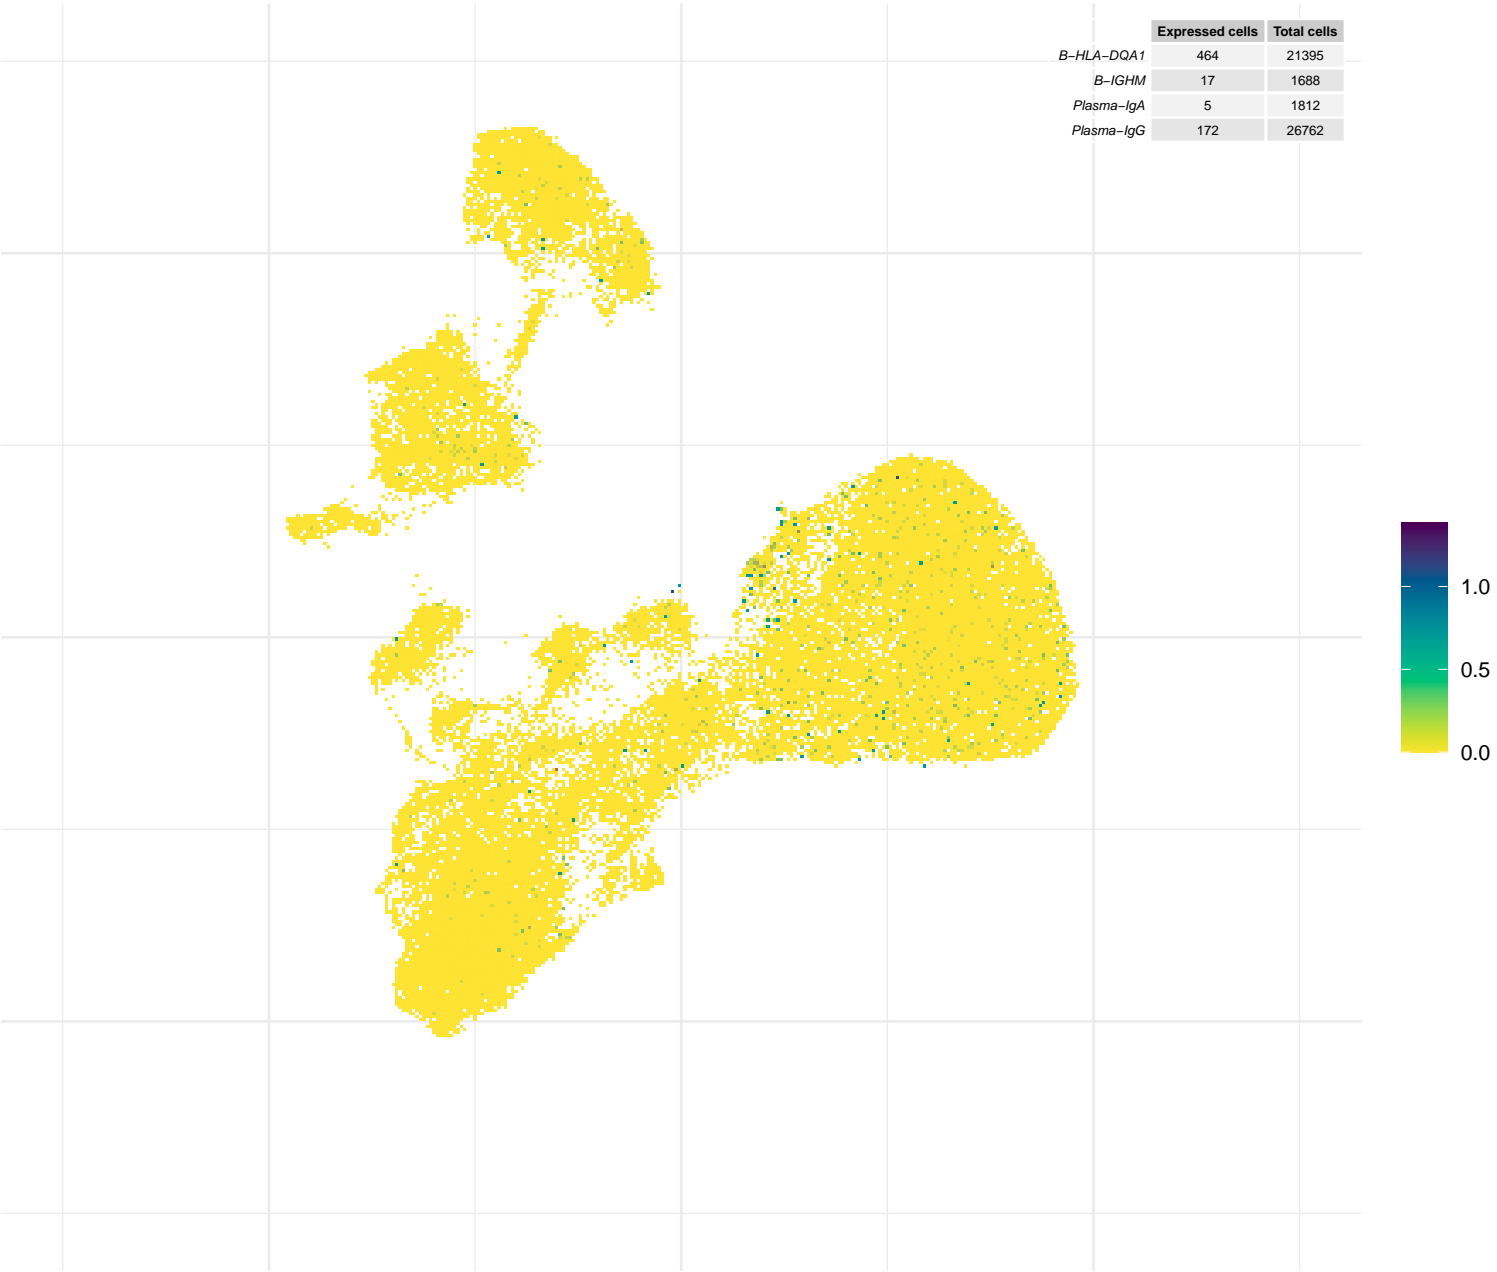 Expressed cells Total cells
B−HLA−DQA1 464 21395
B−IGHM 17 1688
Plasma−IgA 5 1812
Plasma−IgG 172 26762
1.0
0.5
0.0